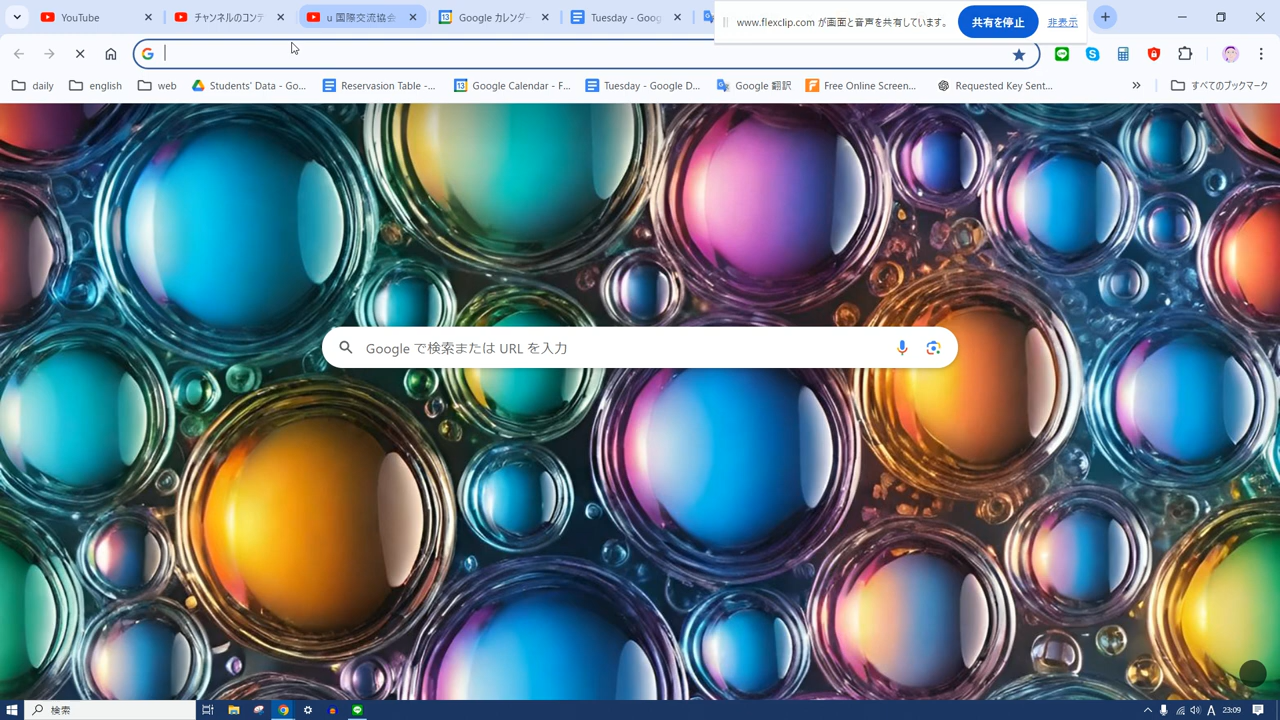 YouTube
チャンネルのコンテ
u 国際交流協会
Google カレンダー
Tuesday - Goog
www.flexclip.com が画面と音声を共有しています。
共有を停止
非表示
daily
english
web
Students' Data - Go...
Reservasion Table -...
Google Calendar - F...
Tuesday - Google D...
Google 翻訳
Free Online Screen...
Requested Key Sent...
»
すべてのブックマーク
Google で検索または URL を入力
検索
A
23:09